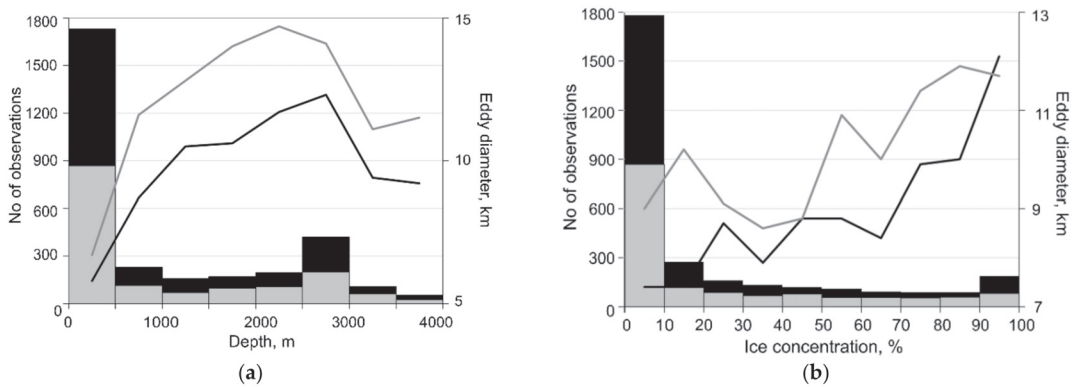 1800
1500
1200
900
600
300
0
No of observations
15
10
5
Eddy diameter, km
0 1000 2000 3000 4000
Depth, m
(a)
1800
1500
1200
900
600
300
0
No of observations
13
11
9
7
Eddy diameter, km
0 10 20 30 40 50 60 70 80 90 100
Ice concentration, %
(b)